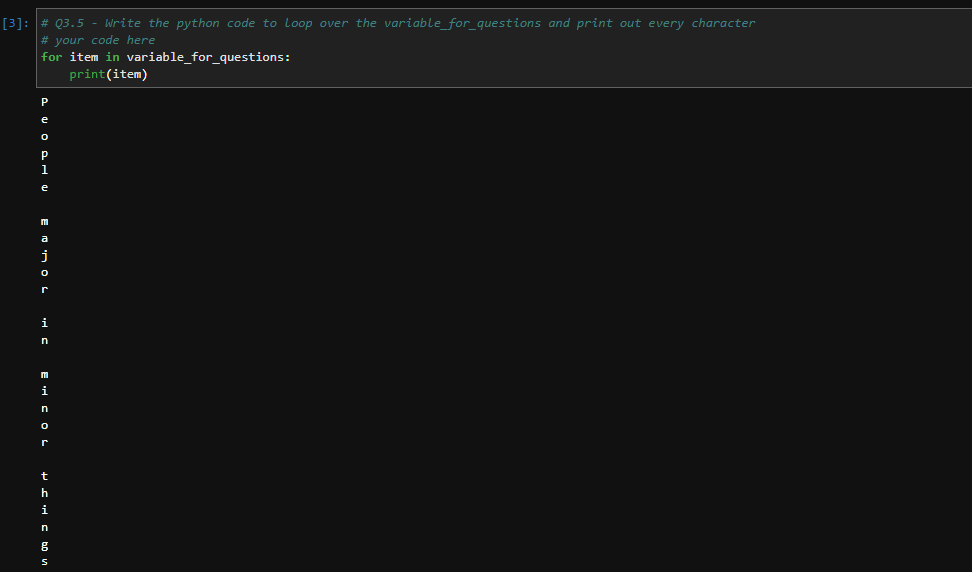 [3]: # Q3.5 - Write the python code to loop over the variable_for_questions and print out every character
# your code here
for item in variable_for_questions:
    print(item)
P
e
o
p
l
e

m
a
j
o
r

i
n

m
i
n
o
r

t
h
i
n
g
s